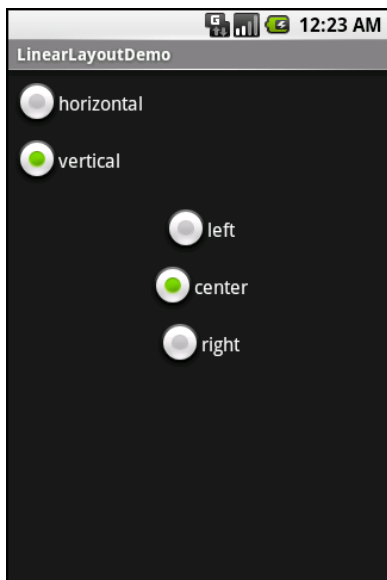 G 12:23 AM
LinearLayoutDemo
horizontal
vertical
left
center
right